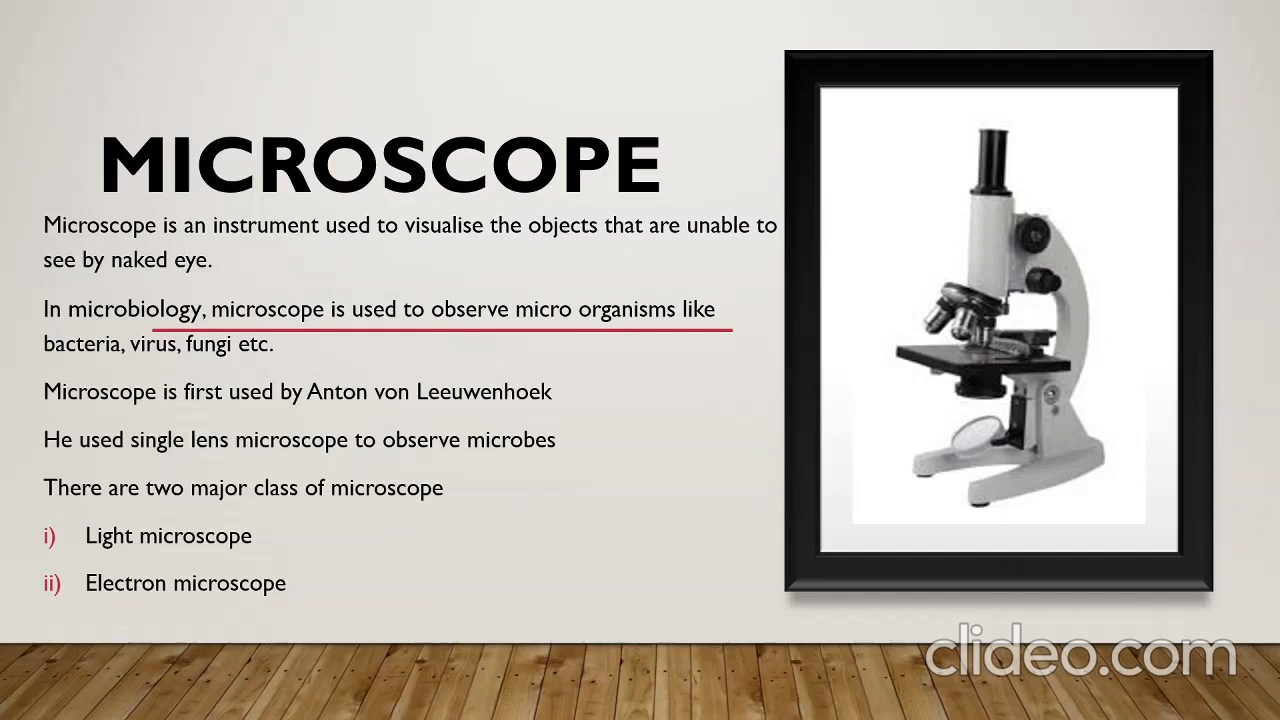 MICROSCOPE
Microscope is an instrument used to visualise the objects that are unable to
see by naked eye.
In microbiology, microscope is used to observe micro organisms like
bacteria, virus, fungi etc.
Microscope is first used by Anton von Leeuwenhoek
He used single lens microscope to observe microbes
There are two major class of microscope
i) Light microscope
ii) Electron microscope
clideo.com